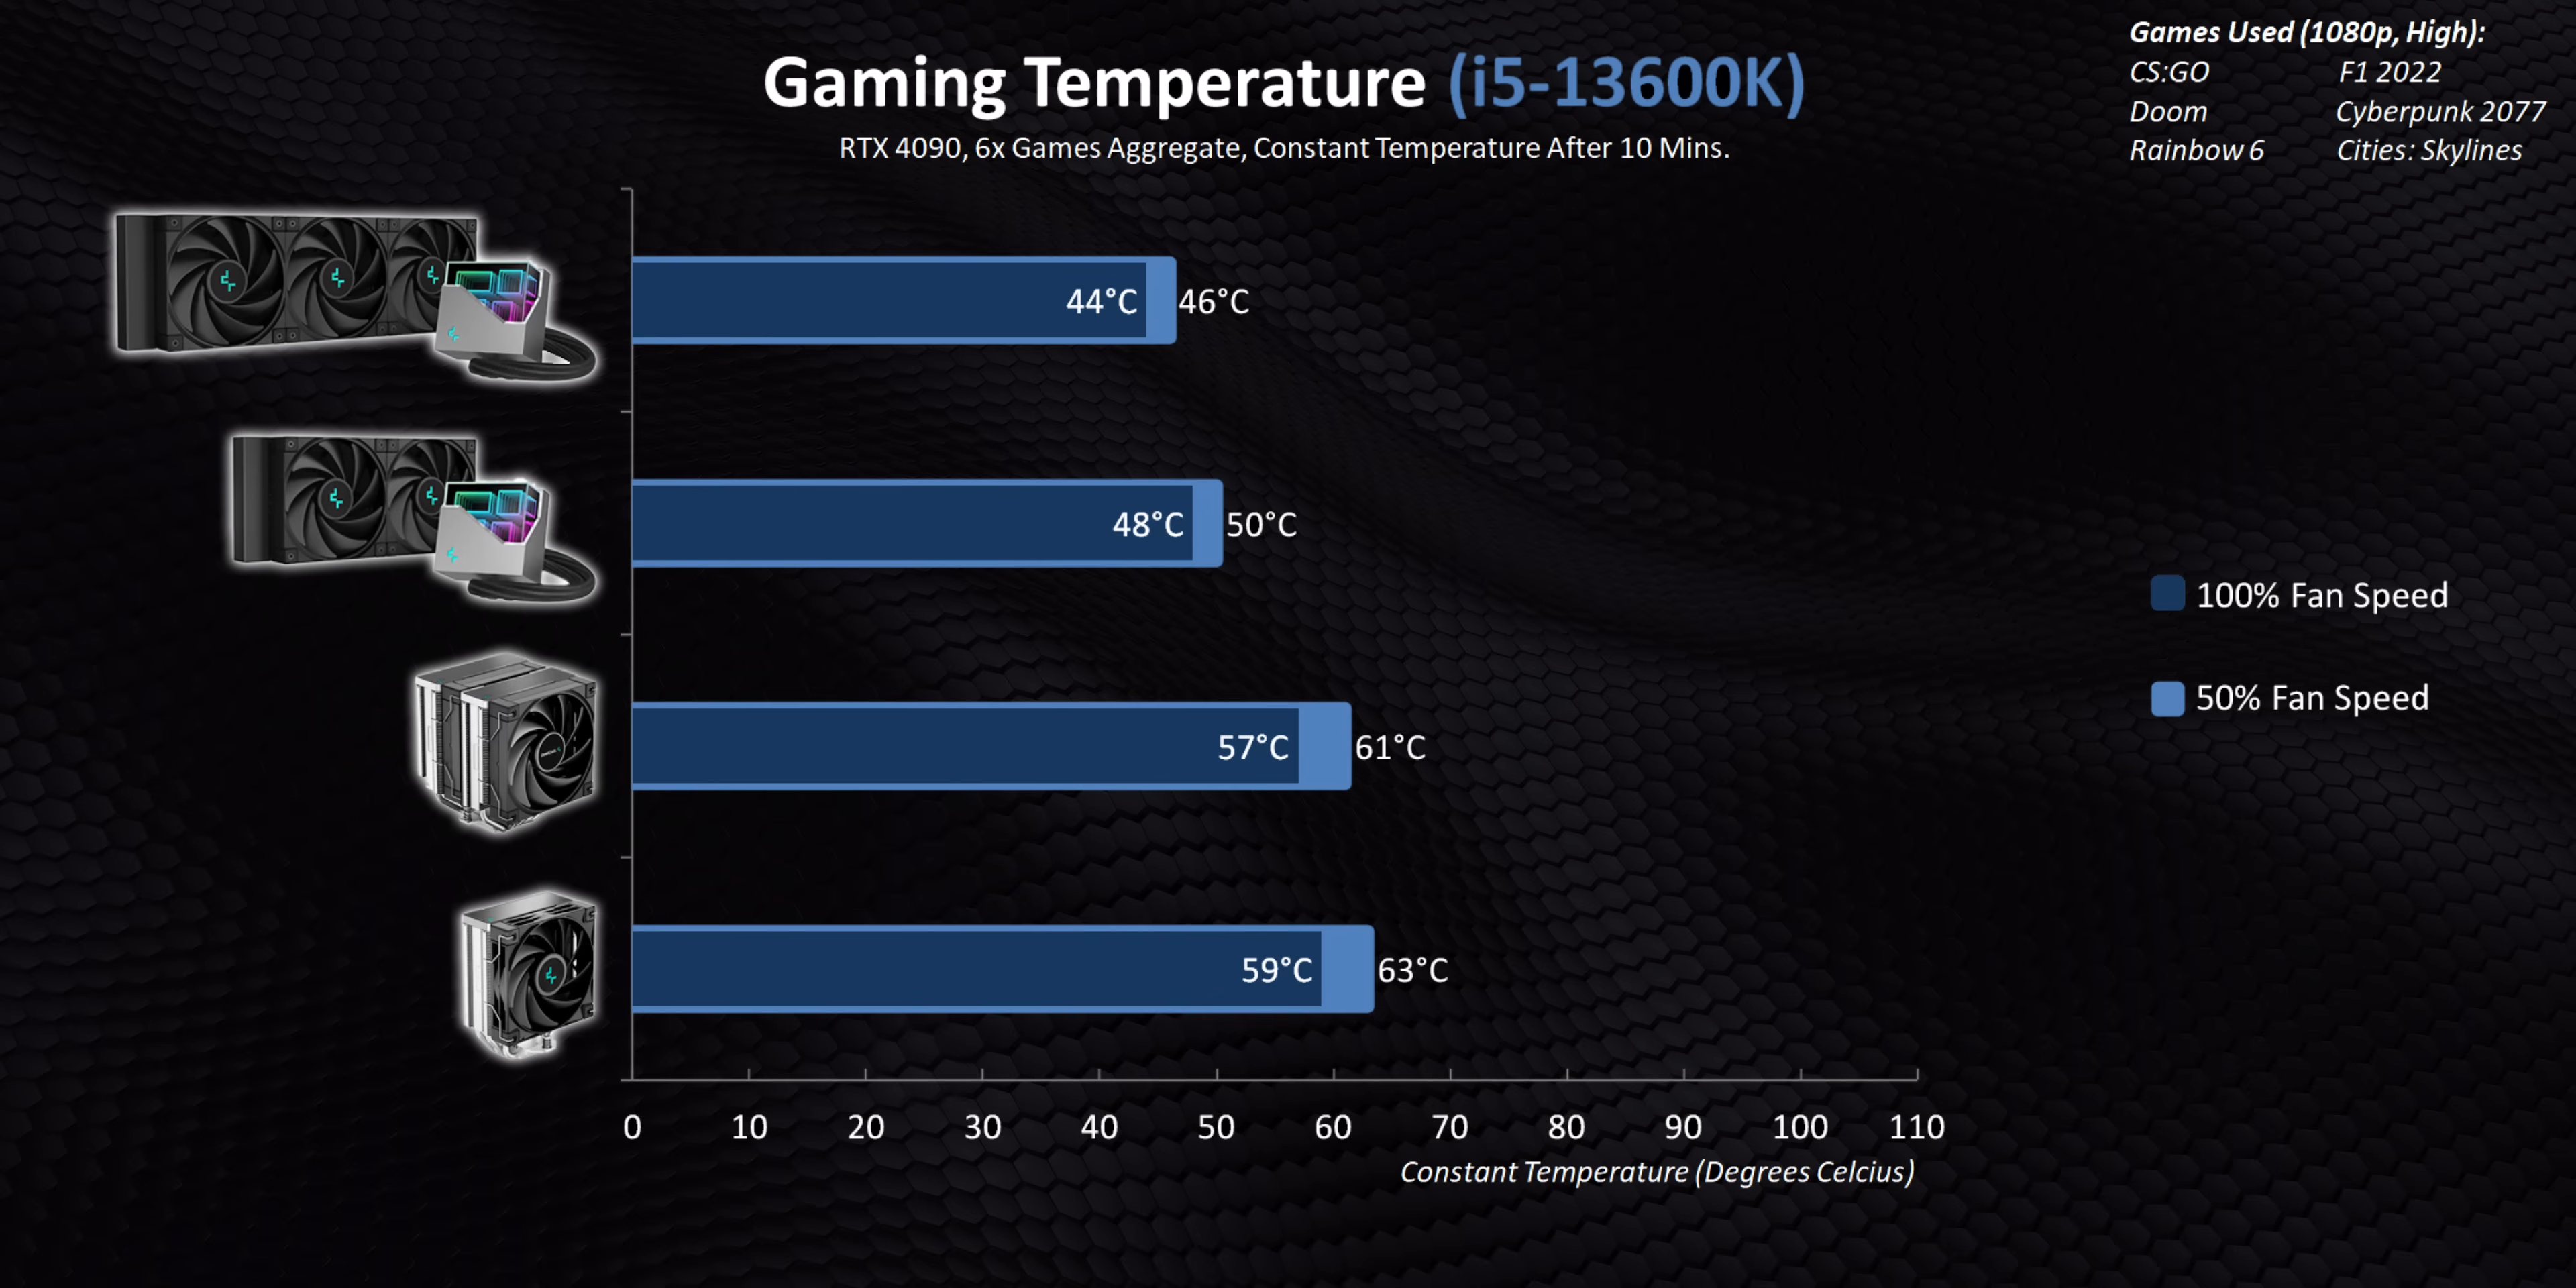 Gaming Temperature (i5-13600K)
RTX 4090, 6x Games Aggregate, Constant Temperature After 10 Mins.
Games Used (1080p, High):
CS:GO F1 2022
Doom Cyberpunk 2077
Rainbow 6 Cities: Skylines
44°C 46°C
48°C 50°C
57°C 61°C
59°C 63°C
100% Fan Speed
50% Fan Speed
0 10 20 30 40 50 60 70 80 90 100 110
Constant Temperature (Degrees Celcius)